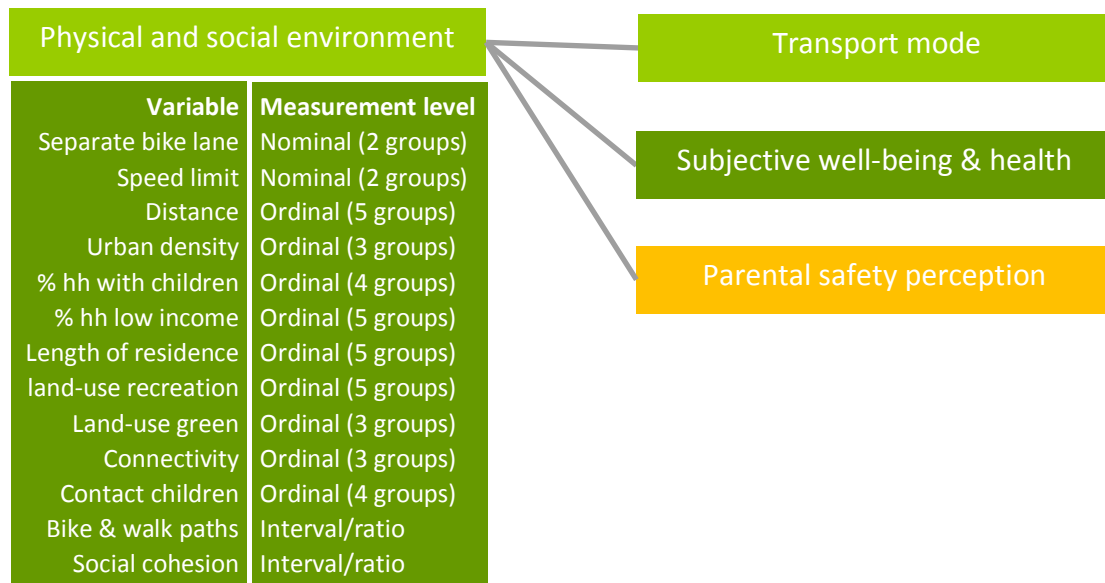 Physical and social environment
Variable Measurement level
Separate bike lane Nominal (2 groups)
Speed limit Nominal (2 groups)
Distance Ordinal (5 groups)
Urban density Ordinal (3 groups)
% hh with children Ordinal (4 groups)
% hh low income Ordinal (5 groups)
Length of residence Ordinal (5 groups)
land-use recreation Ordinal (5 groups)
Land-use green Ordinal (3 groups)
Connectivity Ordinal (3 groups)
Contact children Ordinal (4 groups)
Bike & walk paths Interval/ratio
Social cohesion Interval/ratio
Transport mode
Subjective well-being & health
Parental safety perception